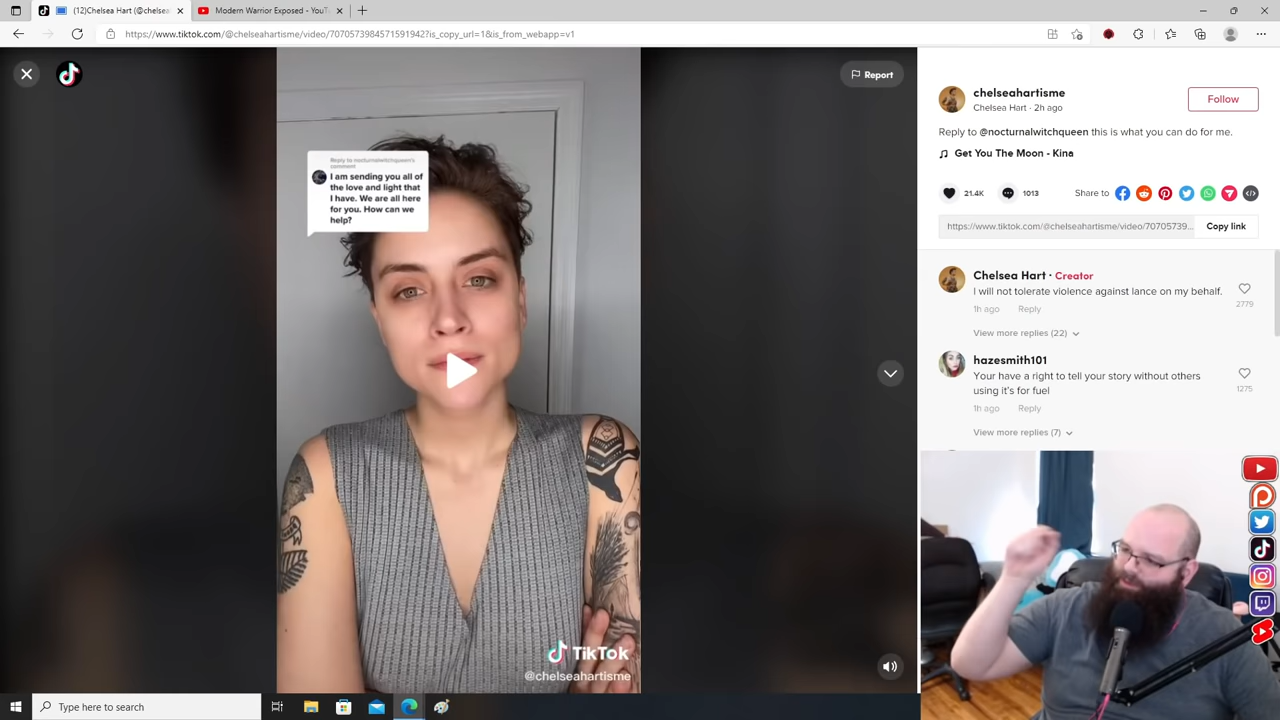 (12)Chelsea Hart (@chelsea
Modern Warrior Exposed - YouT
https://www.tiktok.com/@chelseahartisme/video/7070573984571591942?is_copy_url=1&is_from_webapp=v1
Report
Reply to nocturnalwitchqueen's
comment
I am sending you all of
the love and light that
I have. We are all here
for you. How can we
help?
TikTok
@chelseahartisme
chelseahartisme
Chelsea Hart · 2h ago
Follow
Reply to @nocturnalwitchqueen this is what you can do for me.
Get You The Moon - Kina
21.4K
1013
Share to
https://www.tiktok.com/@chelseahartisme/video/70705739...
Copy link
Chelsea Hart · Creator
I will not tolerate violence against lance on my behalf.
2779
1h ago
Reply
View more replies (22)
hazesmith101
Your have a right to tell your story without others
using it's for fuel
1275
1h ago
Reply
View more replies (7)
Type here to search